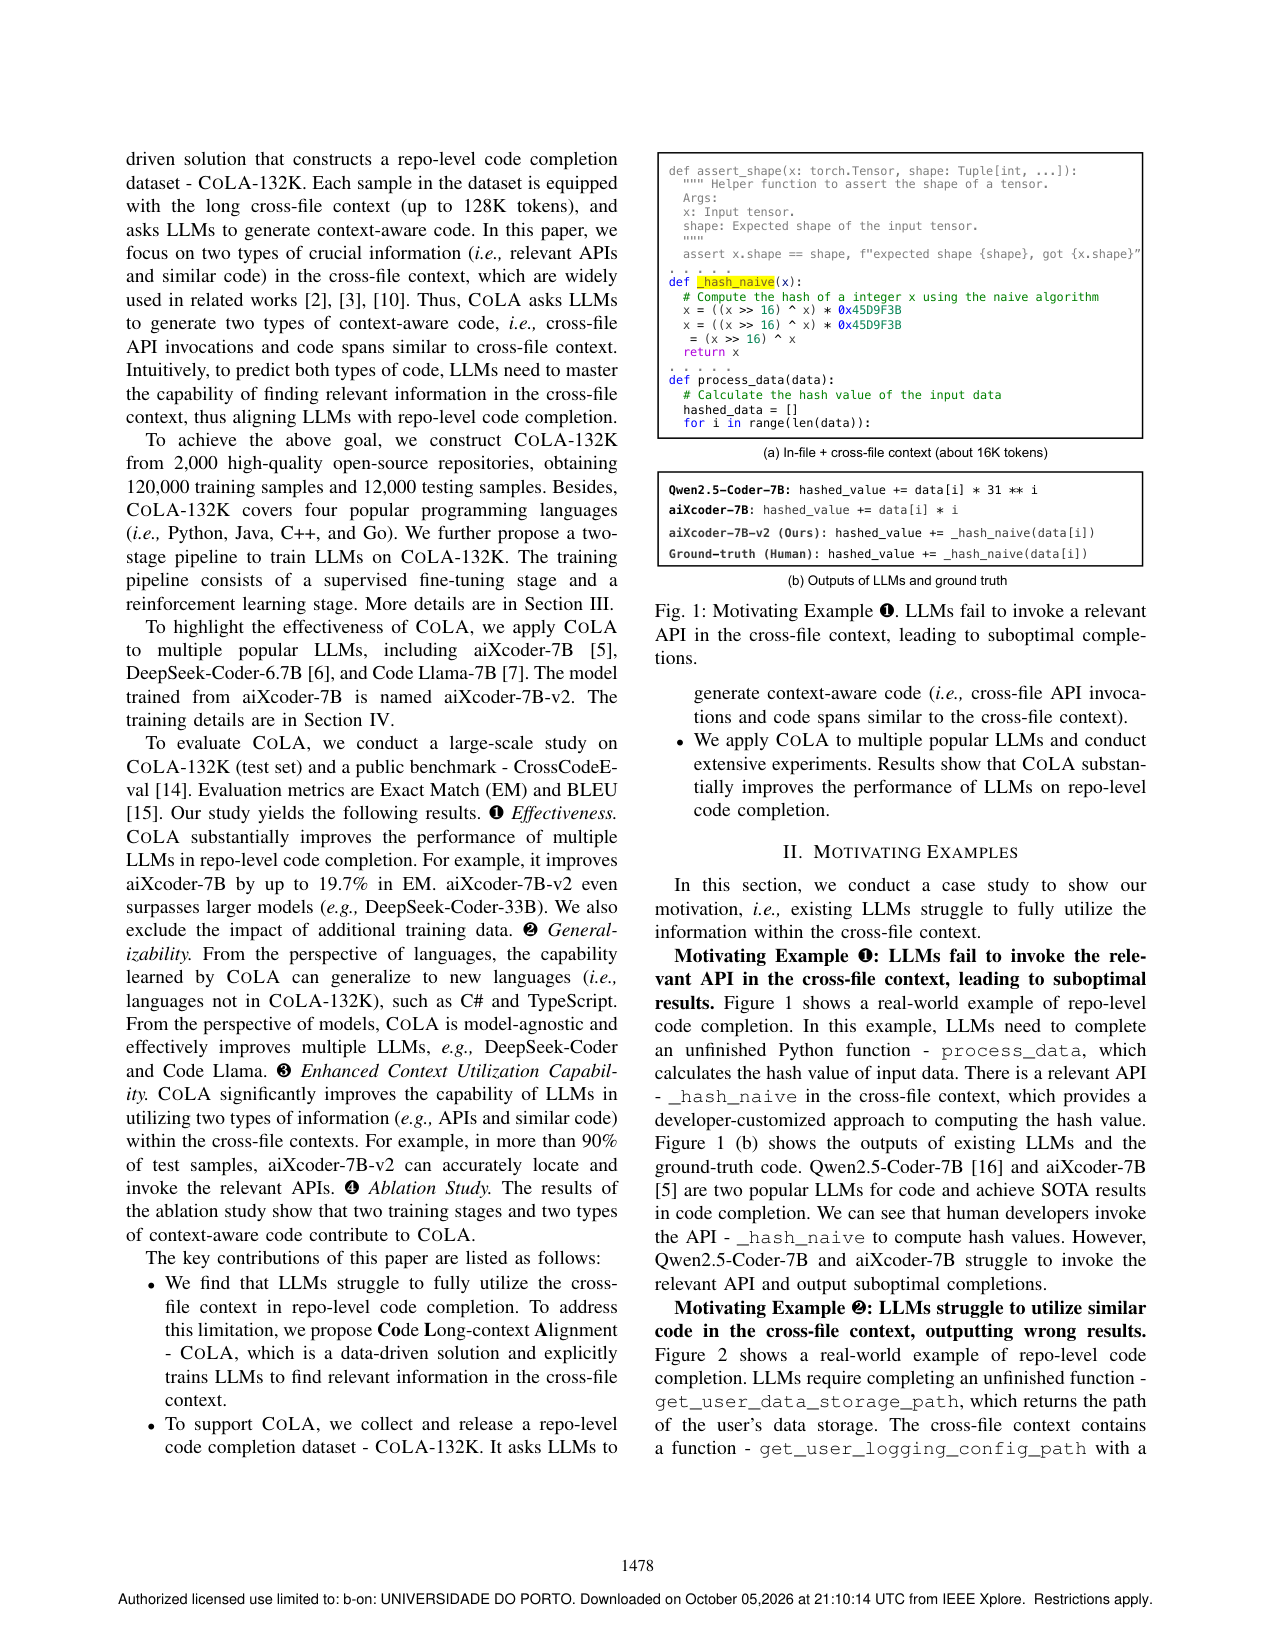 driven solution that constructs a repo-level code completion
dataset - COLA-132K. Each sample in the dataset is equipped
with the long cross-file context (up to 128K tokens), and
asks LLMs to generate context-aware code. In this paper, we
focus on two types of crucial information (i.e., relevant APIs
and similar code) in the cross-file context, which are widely
used in related works [2], [3], [10]. Thus, COLA asks LLMs
to generate two types of context-aware code, i.e., cross-file
API invocations and code spans similar to cross-file context.
Intuitively, to predict both types of code, LLMs need to master
the capability of finding relevant information in the cross-file
context, thus aligning LLMs with repo-level code completion.
To achieve the above goal, we construct COLA-132K
from 2,000 high-quality open-source repositories, obtaining
120,000 training samples and 12,000 testing samples. Besides,
COLA-132K covers four popular programming languages
(i.e., Python, Java, C++, and Go). We further propose a two-
stage pipeline to train LLMs on COLA-132K. The training
pipeline consists of a supervised fine-tuning stage and a
reinforcement learning stage. More details are in Section III.
To highlight the effectiveness of COLA, we apply COLA
to multiple popular LLMs, including aiXcoder-7B [5],
DeepSeek-Coder-6.7B [6], and Code Llama-7B [7]. The model
trained from aiXcoder-7B is named aiXcoder-7B-v2. The
training details are in Section IV.
To evaluate COLA, we conduct a large-scale study on
COLA-132K (test set) and a public benchmark - CrossCodeE-
val [14]. Evaluation metrics are Exact Match (EM) and BLEU
[15]. Our study yields the following results. ❶ Effectiveness.
COLA substantially improves the performance of multiple
LLMs in repo-level code completion. For example, it improves
aiXcoder-7B by up to 19.7% in EM. aiXcoder-7B-v2 even
surpasses larger models (e.g., DeepSeek-Coder-33B). We also
exclude the impact of additional training data. ❷ General-
izability. From the perspective of languages, the capability
learned by COLA can generalize to new languages (i.e.,
languages not in COLA-132K), such as C# and TypeScript.
From the perspective of models, COLA is model-agnostic and
effectively improves multiple LLMs, e.g., DeepSeek-Coder
and Code Llama. ❸ Enhanced Context Utilization Capabil-
ity. COLA significantly improves the capability of LLMs in
utilizing two types of information (e.g., APIs and similar code)
within the cross-file contexts. For example, in more than 90%
of test samples, aiXcoder-7B-v2 can accurately locate and
invoke the relevant APIs. ❹ Ablation Study. The results of
the ablation study show that two training stages and two types
of context-aware code contribute to COLA.
The key contributions of this paper are listed as follows:
• We find that LLMs struggle to fully utilize the cross-
file context in repo-level code completion. To address
this limitation, we propose Code Long-context Alignment
- COLA, which is a data-driven solution and explicitly
trains LLMs to find relevant information in the cross-file
context.
• To support COLA, we collect and release a repo-level
code completion dataset - COLA-132K. It asks LLMs to
def assert_shape(x: torch.Tensor, shape: Tuple[int, ...]):
""" Helper function to assert the shape of a tensor.
Args:
x: Input tensor.
shape: Expected shape of the input tensor.
"""
assert x.shape == shape, f"expected shape {shape}, got {x.shape}"
. . . . .
def _hash_naive(x):
# Compute the hash of a integer x using the naive algorithm
x = ((x >> 16) ^ x) * 0x45D9F3B
x = ((x >> 16) ^ x) * 0x45D9F3B
= (x >> 16) ^ x
return x
. . . . .
def process_data(data):
# Calculate the hash value of the input data
hashed_data = []
for i in range(len(data)):
(a) In-file + cross-file context (about 16K tokens)
Qwen2.5-Coder-7B: hashed_value += data[i] * 31 ** i
aiXcoder-7B: hashed_value += data[i] * i
aiXcoder-7B-v2 (Ours): hashed_value += _hash_naive(data[i])
Ground-truth (Human): hashed_value += _hash_naive(data[i])
(b) Outputs of LLMs and ground truth
Fig. 1: Motivating Example ❶. LLMs fail to invoke a relevant
API in the cross-file context, leading to suboptimal comple-
tions.
generate context-aware code (i.e., cross-file API invoca-
tions and code spans similar to the cross-file context).
• We apply COLA to multiple popular LLMs and conduct
extensive experiments. Results show that COLA substan-
tially improves the performance of LLMs on repo-level
code completion.
II. MOTIVATING EXAMPLES
In this section, we conduct a case study to show our
motivation, i.e., existing LLMs struggle to fully utilize the
information within the cross-file context.
Motivating Example ❶: LLMs fail to invoke the rele-
vant API in the cross-file context, leading to suboptimal
results. Figure 1 shows a real-world example of repo-level
code completion. In this example, LLMs need to complete
an unfinished Python function - process_data, which
calculates the hash value of input data. There is a relevant API
- _hash_naive in the cross-file context, which provides a
developer-customized approach to computing the hash value.
Figure 1 (b) shows the outputs of existing LLMs and the
ground-truth code. Qwen2.5-Coder-7B [16] and aiXcoder-7B
[5] are two popular LLMs for code and achieve SOTA results
in code completion. We can see that human developers invoke
the API - _hash_naive to compute hash values. However,
Qwen2.5-Coder-7B and aiXcoder-7B struggle to invoke the
relevant API and output suboptimal completions.
Motivating Example ❷: LLMs struggle to utilize similar
code in the cross-file context, outputting wrong results.
Figure 2 shows a real-world example of repo-level code
completion. LLMs require completing an unfinished function -
get_user_data_storage_path, which returns the path
of the user's data storage. The cross-file context contains
a function - get_user_logging_config_path with a
1478
Authorized licensed use limited to: b-on: UNIVERSIDADE DO PORTO. Downloaded on October 05,2026 at 21:10:14 UTC from IEEE Xplore. Restrictions apply.